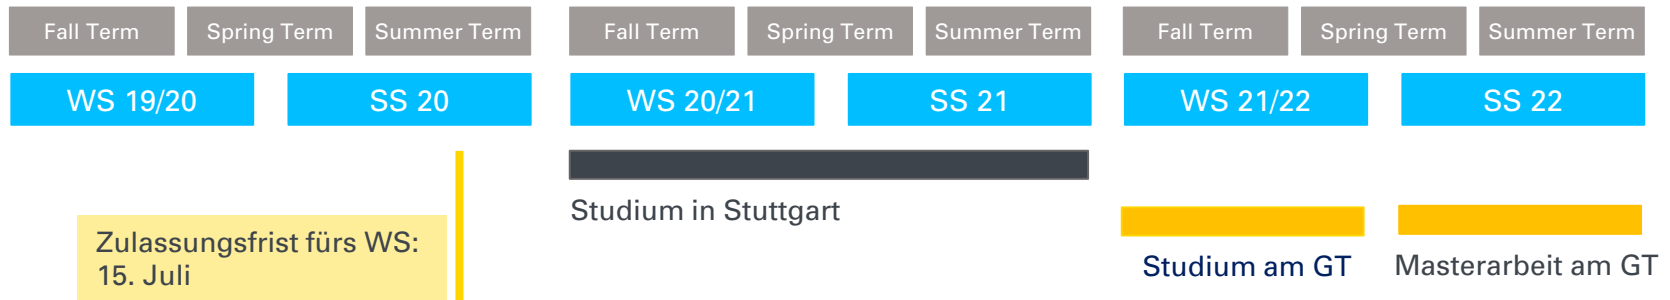 Fall Term Spring Term Summer Term Fall Term Spring Term Summer Term Fall Term Spring Term Summer Term
WS 19/20 SS 20 WS 20/21 SS 21 WS 21/22 SS 22
Studium in Stuttgart
Zulassungsfrist fürs WS:
15. Juli
Studium am GT Masterarbeit am GT